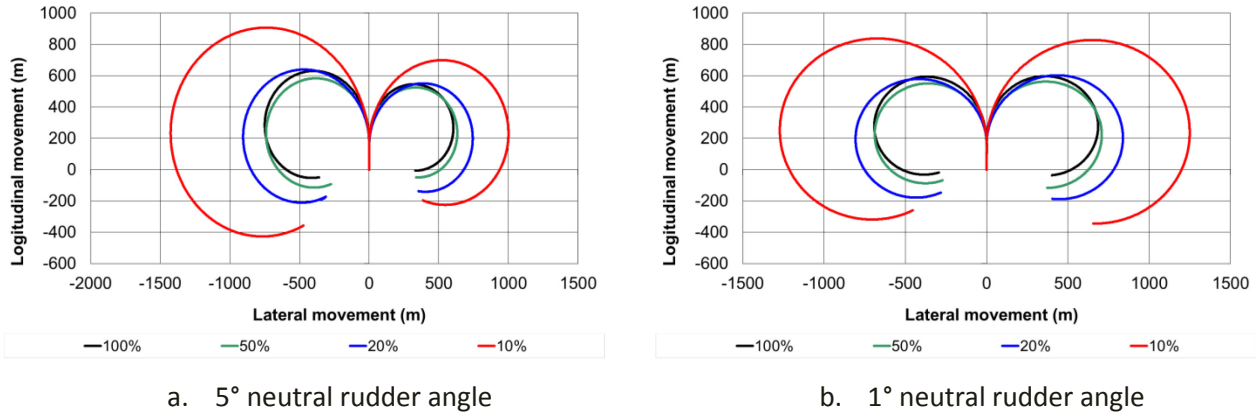 1000
800
600
400
200
0
-200
-400
-600
Logitudinal movement (m)
-2000 -1500 -1000 -500 0 500 1000 1500
Lateral movement (m)
100% 50% 20% 10%
a. 5° neutral rudder angle
1000
800
600
400
200
0
-200
-400
-600
Logitudinal movement (m)
-1500 -1000 -500 0 500 1000 1500
Lateral movement (m)
100% 50% 20% 10%
b. 1° neutral rudder angle